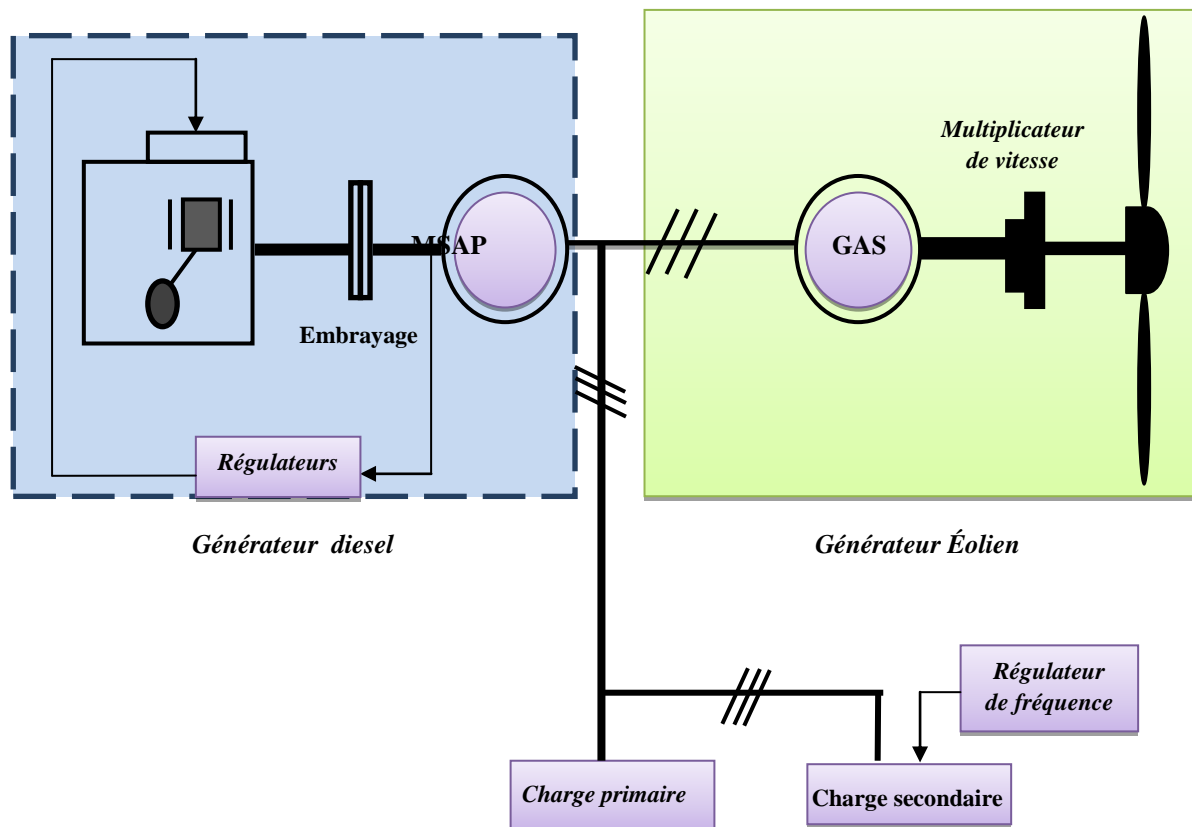 Multiplicateur
de vitesse
MSAP
GAS
Embrayage
Régulateurs
Générateur diesel
Générateur Éolien
Régulateur
de fréquence
Charge primaire
Charge secondaire